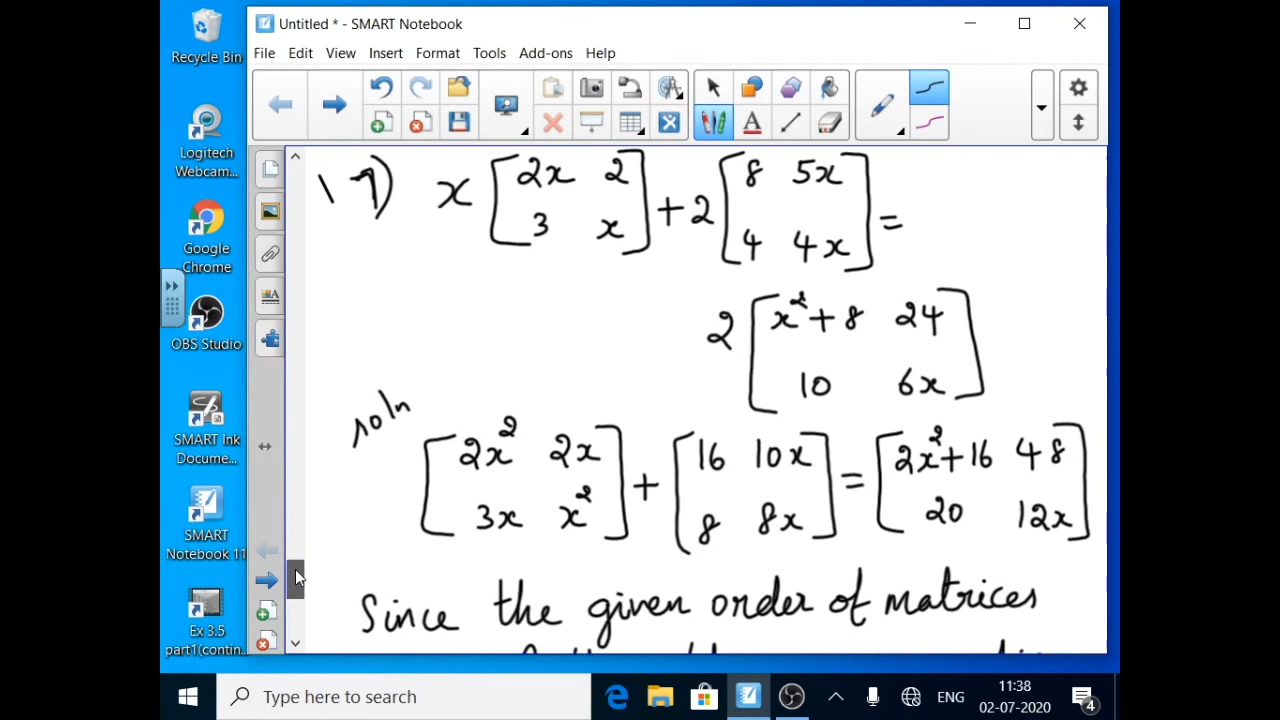 Recycle Bin
Logitech
Webcam...
Google
Chrome
OBS Studio
SMART Ink
Docume...
SMART
Notebook 11
Ex 3.5
part1(contin...
Untitled * - SMART Notebook
File Edit View Insert Format Tools Add-ons Help
17) x [2x 2 + 2 [8 5x =
3 x] 4 4x]
2 [x²+8 24
10 6x]
soln
[2x² 2x + [16 10x = [2x²+16 48
3x x²] 8 8x] 20 12x]
Since the given order of matrices
Type here to search
ENG
11:38
02-07-2020
4